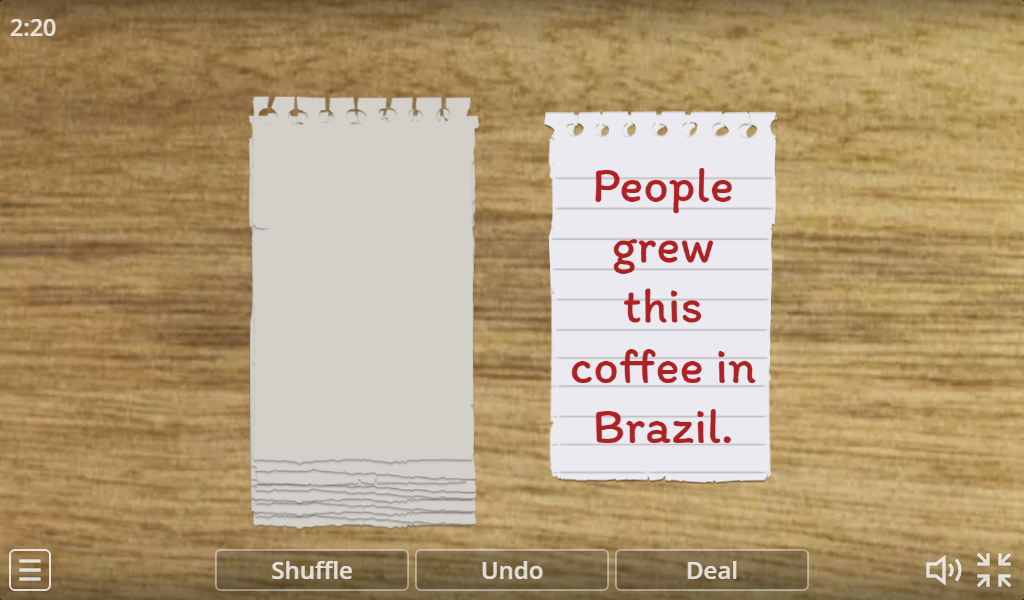 2:20
People
grew
this
coffee in
Brazil.
Shuffle
Undo
Deal